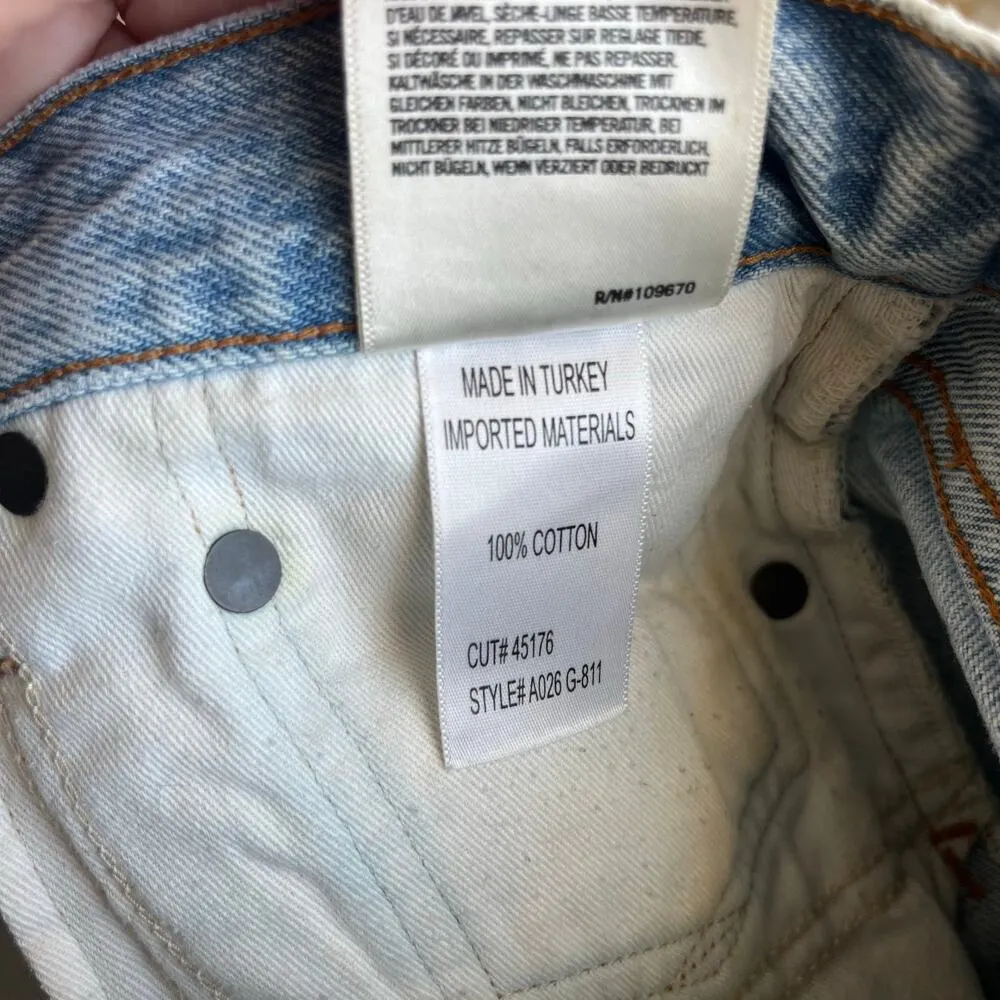 D'EAU DE JAVEL, SÈCHE-LINGE BASSE TEMPERATURE,
SI NÉCESSAIRE, REPASSER SUR REGLAGE TIEDE,
SI DÉCORÉ OU IMPRIME, NE PAS REPASSER.
KALTWÄSCHE IN DER WASCHMASCHINE MIT
GLEICHEN FARBEN, NICHT BLEICHEN, TROCKNEN IM
TROCKNER BEI NIEDRIGER TEMPERATUR, BEI
MITTLERER HITZE BÜGELN, FALLS ERFORDERLICH,
NICHT BÜGELN, WENN VERZIERT ODER BEDRUCKT
R/N#109670
MADE IN TURKEY
IMPORTED MATERIALS
100% COTTON
CUT# 45176
STYLE# A026 G-811